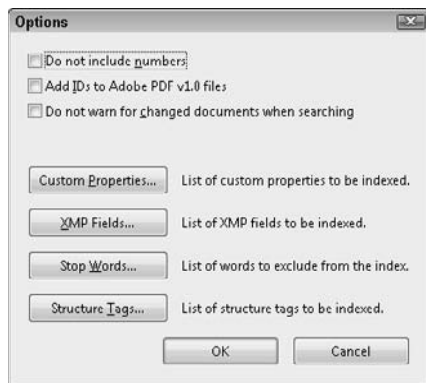 Options
Do not include numbers
Add IDs to Adobe PDF v1.0 files
Do not warn for changed documents when searching
Custom Properties... List of custom properties to be indexed.
XMP Fields... List of XMP fields to be indexed.
Stop Words... List of words to exclude from the index.
Structure Tags... List of structure tags to be indexed.
OK Cancel